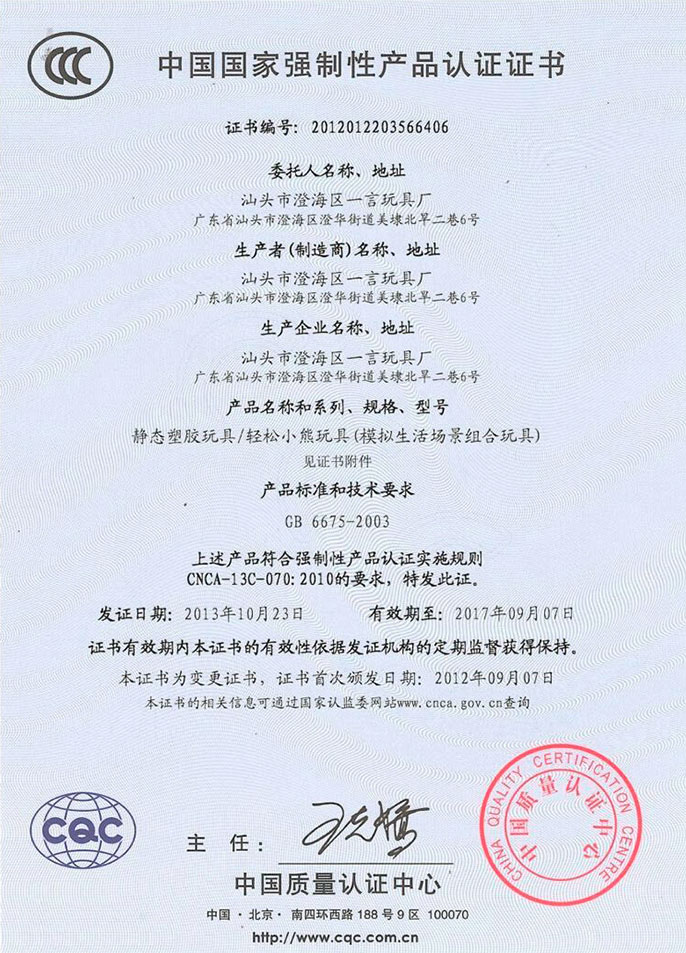 CCC
中国国家强制性产品认证证书
证书编号: 2012012203566406
委托人名称、地址
汕头市澄海区一言玩具厂
广东省汕头市澄海区澄华街道美埭北旱二巷6号
生产者(制造商)名称、地址
汕头市澄海区一言玩具厂
广东省汕头市澄海区澄华街道美埭北旱二巷6号
生产企业名称、地址
汕头市澄海区一言玩具厂
广东省汕头市澄海区澄华街道美埭北旱二巷6号
产品名称和系列、规格、型号
静态塑胶玩具/轻松小熊玩具(模拟生活场景组合玩具)
见证书附件
产品标准和技术要求
GB 6675-2003
上述产品符合强制性产品认证实施规则
CNCA-13C-070:2010的要求，特发此证。
发证日期: 2013年10月23日 有效期至: 2017年09月07日
证书有效期内本证书的有效性依据发证机构的定期监督获得保持。
本证书为变更证书，证书首次颁发日期: 2012年09月07日
本证书的相关信息可通过国家认监委网站www.cnca.gov.cn查询
CHINA QUALITY CERTIFICATION CENTRE
中国质量认证中心
CQC
主 任:
中国质量认证中心
中国·北京·南四环西路188号9区 100070
http://www.cqc.com.cn